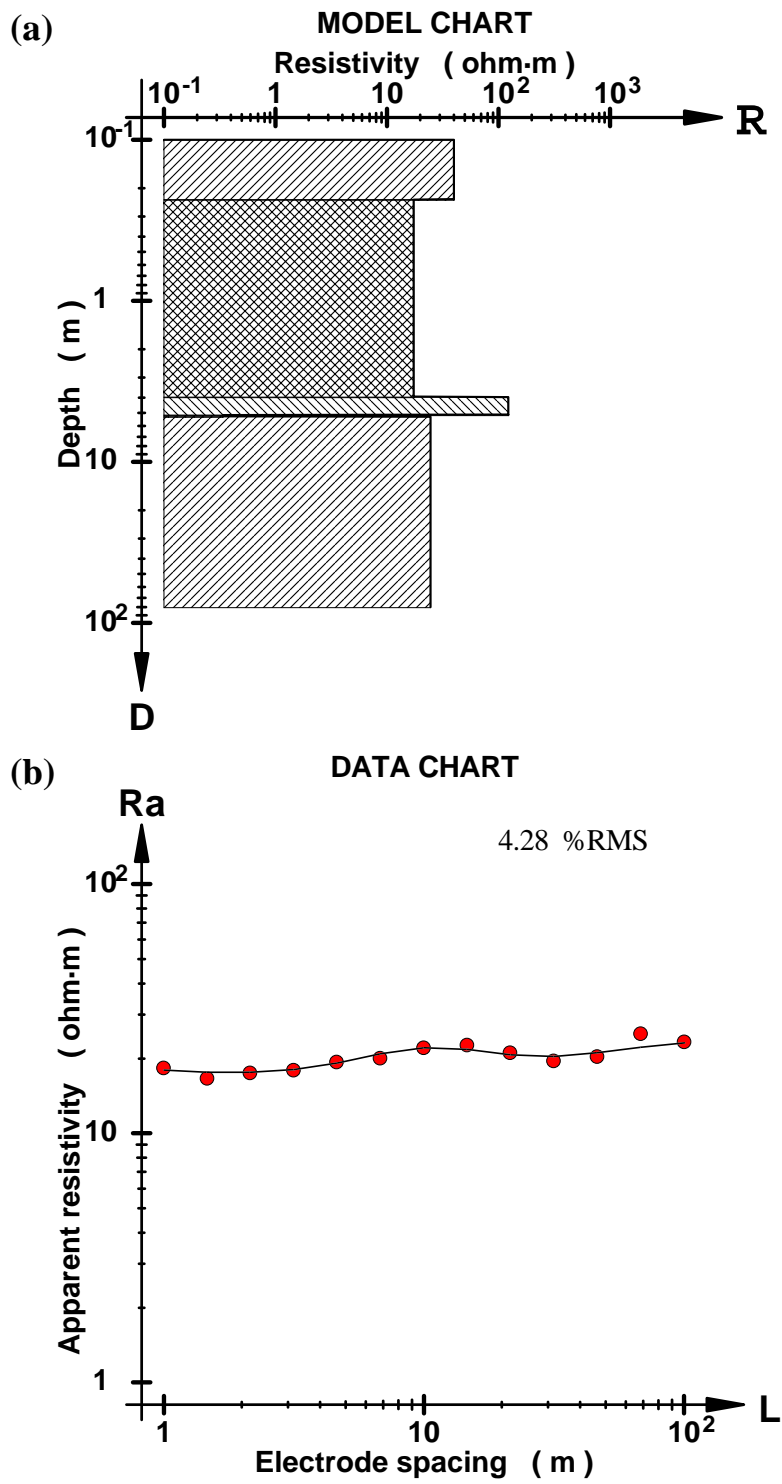 (a)
MODEL CHART
Resistivity ( ohm·m )
10⁻¹ 1 10 10² 10³
R
10⁻¹
1
10
10²
Depth ( m )
D
(b)
DATA CHART
Ra
4.28 %RMS
10²
10
1
Apparent resistivity ( ohm·m )
1 10 10²
L
Electrode spacing ( m )